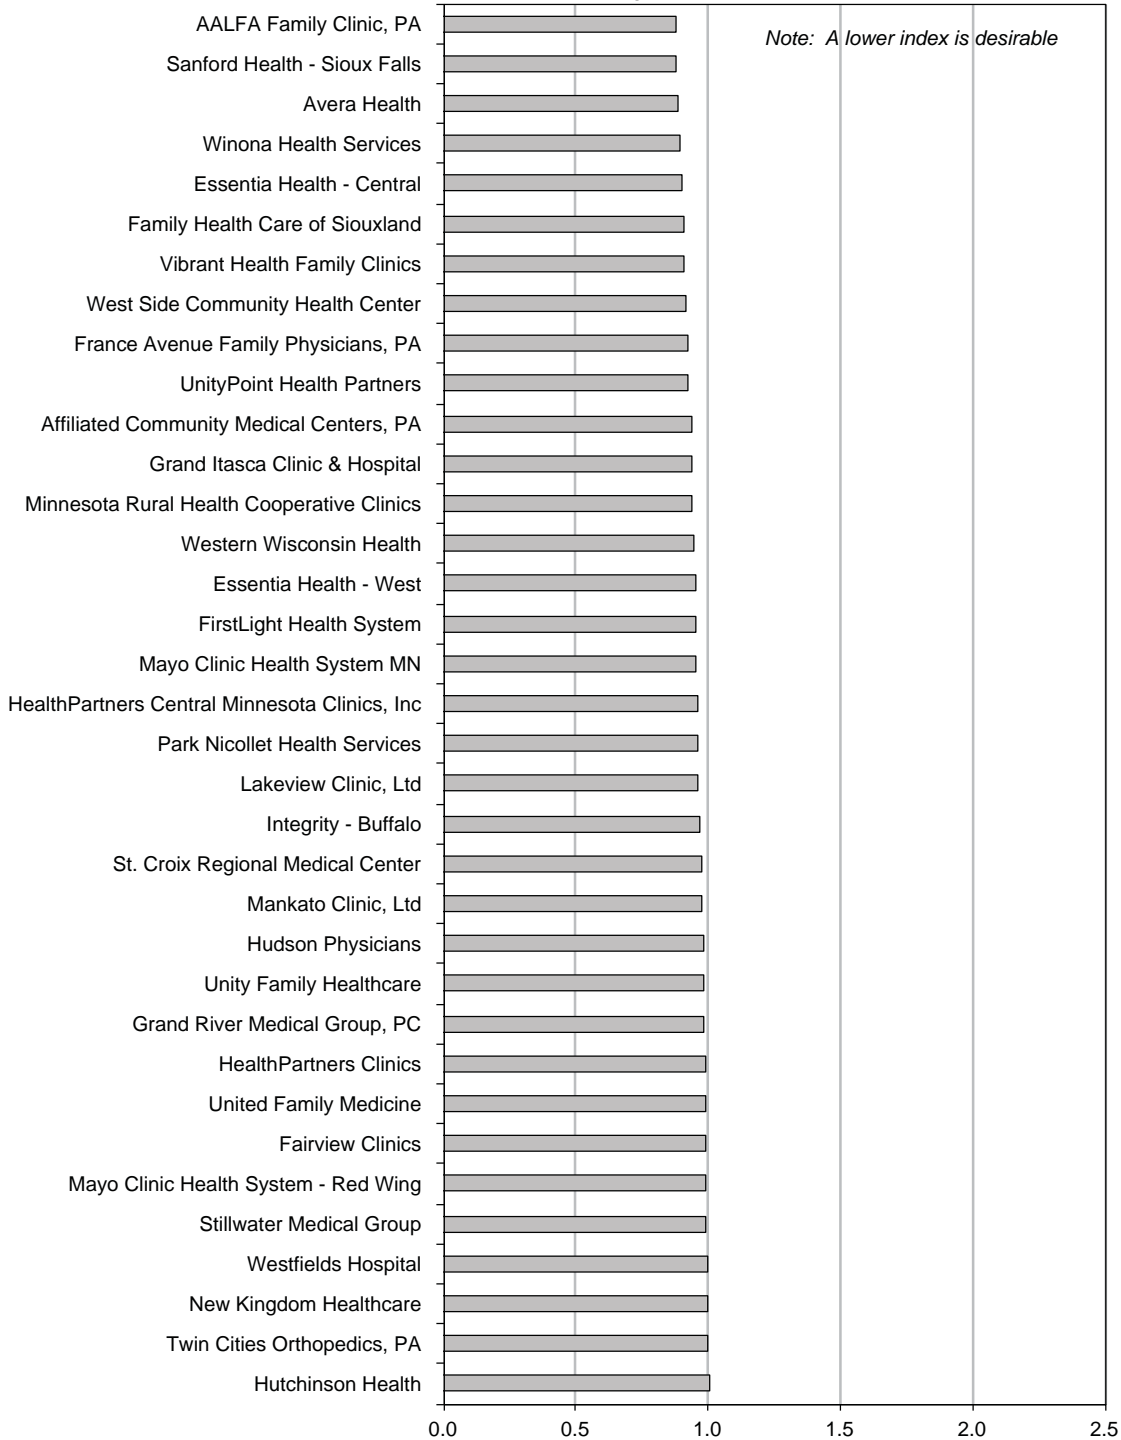 AALFA Family Clinic, PA
Note:  A lower index is desirable
Sanford Health - Sioux Falls
Avera Health
Winona Health Services
Essentia Health - Central
Family Health Care of Siouxland
Vibrant Health Family Clinics
West Side Community Health Center
France Avenue Family Physicians, PA
UnityPoint Health Partners
Affiliated Community Medical Centers, PA
Grand Itasca Clinic & Hospital
Minnesota Rural Health Cooperative Clinics
Western Wisconsin Health
Essentia Health - West
FirstLight Health System
Mayo Clinic Health System MN
HealthPartners Central Minnesota Clinics, Inc
Park Nicollet Health Services
Lakeview Clinic, Ltd
Integrity - Buffalo
St. Croix Regional Medical Center
Mankato Clinic, Ltd
Hudson Physicians
Unity Family Healthcare
Grand River Medical Group, PC
HealthPartners Clinics
United Family Medicine
Fairview Clinics
Mayo Clinic Health System - Red Wing
Stillwater Medical Group
Westfields Hospital
New Kingdom Healthcare
Twin Cities Orthopedics, PA
Hutchinson Health
0.0 0.5 1.0 1.5 2.0 2.5